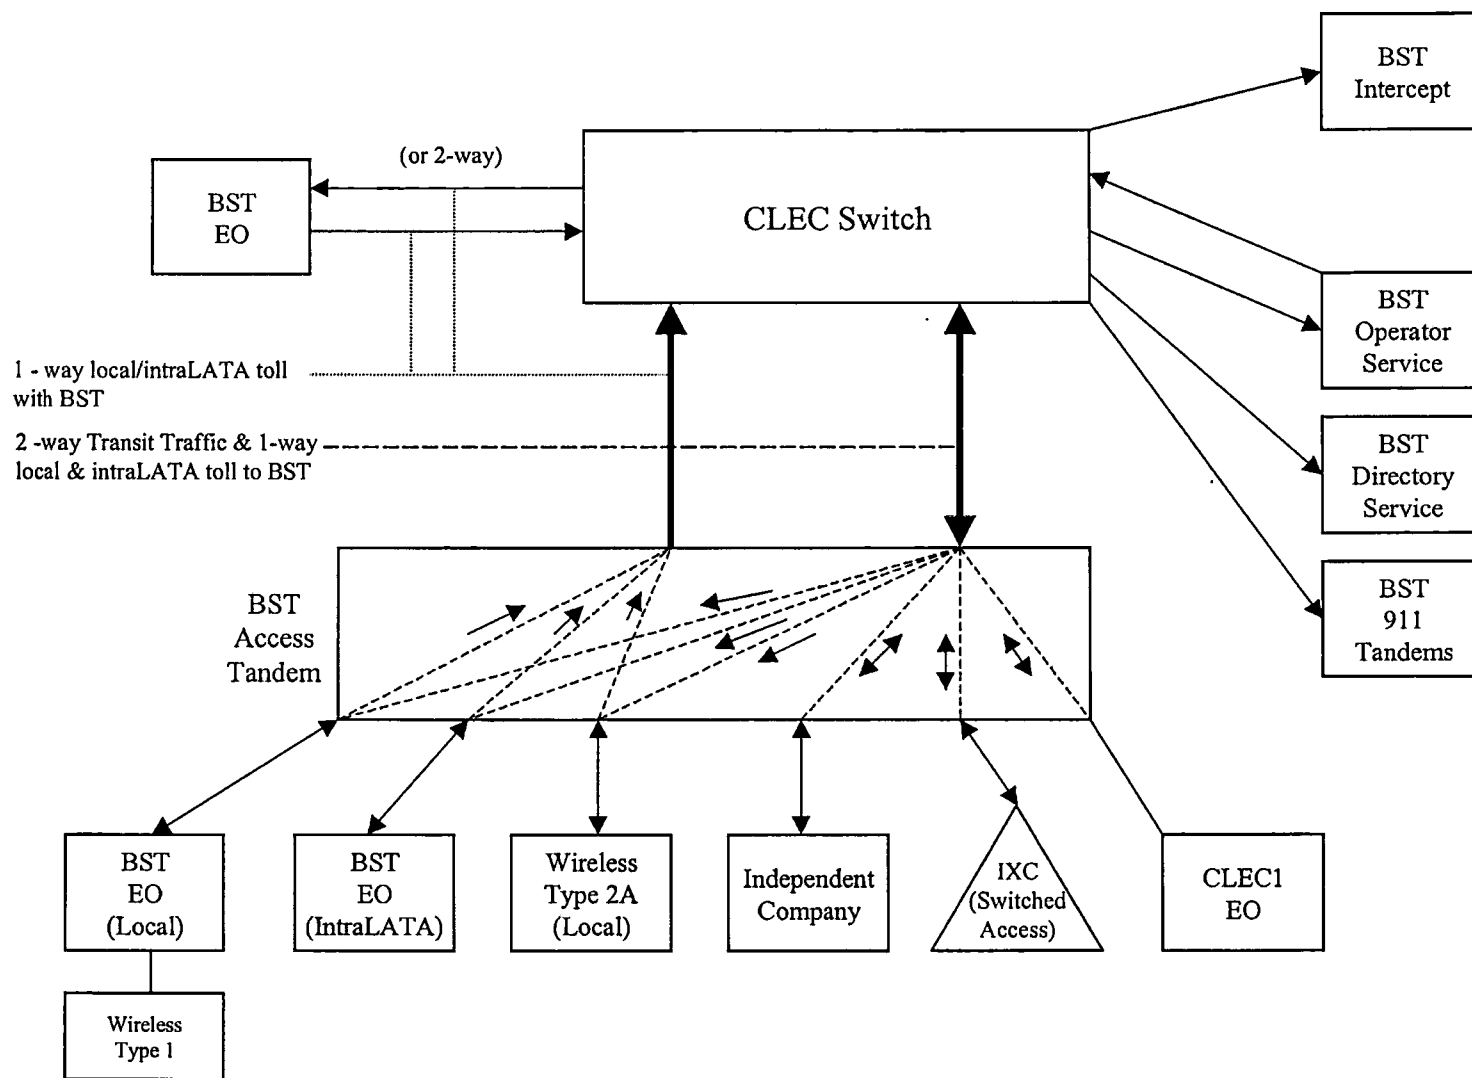 BST
Intercept
(or 2-way)
BST
EO
CLEC Switch
BST
Operator
Service
1 - way local/intraLATA toll
with BST
2 -way Transit Traffic & 1-way
local & intraLATA toll to BST
BST
Directory
Service
BST
Access
Tandem
BST
911
Tandems
BST
EO
(Local)
BST
EO
(IntraLATA)
Wireless
Type 2A
(Local)
Independent
Company
IXC
(Switched
Access)
CLEC1
EO
Wireless
Type 1